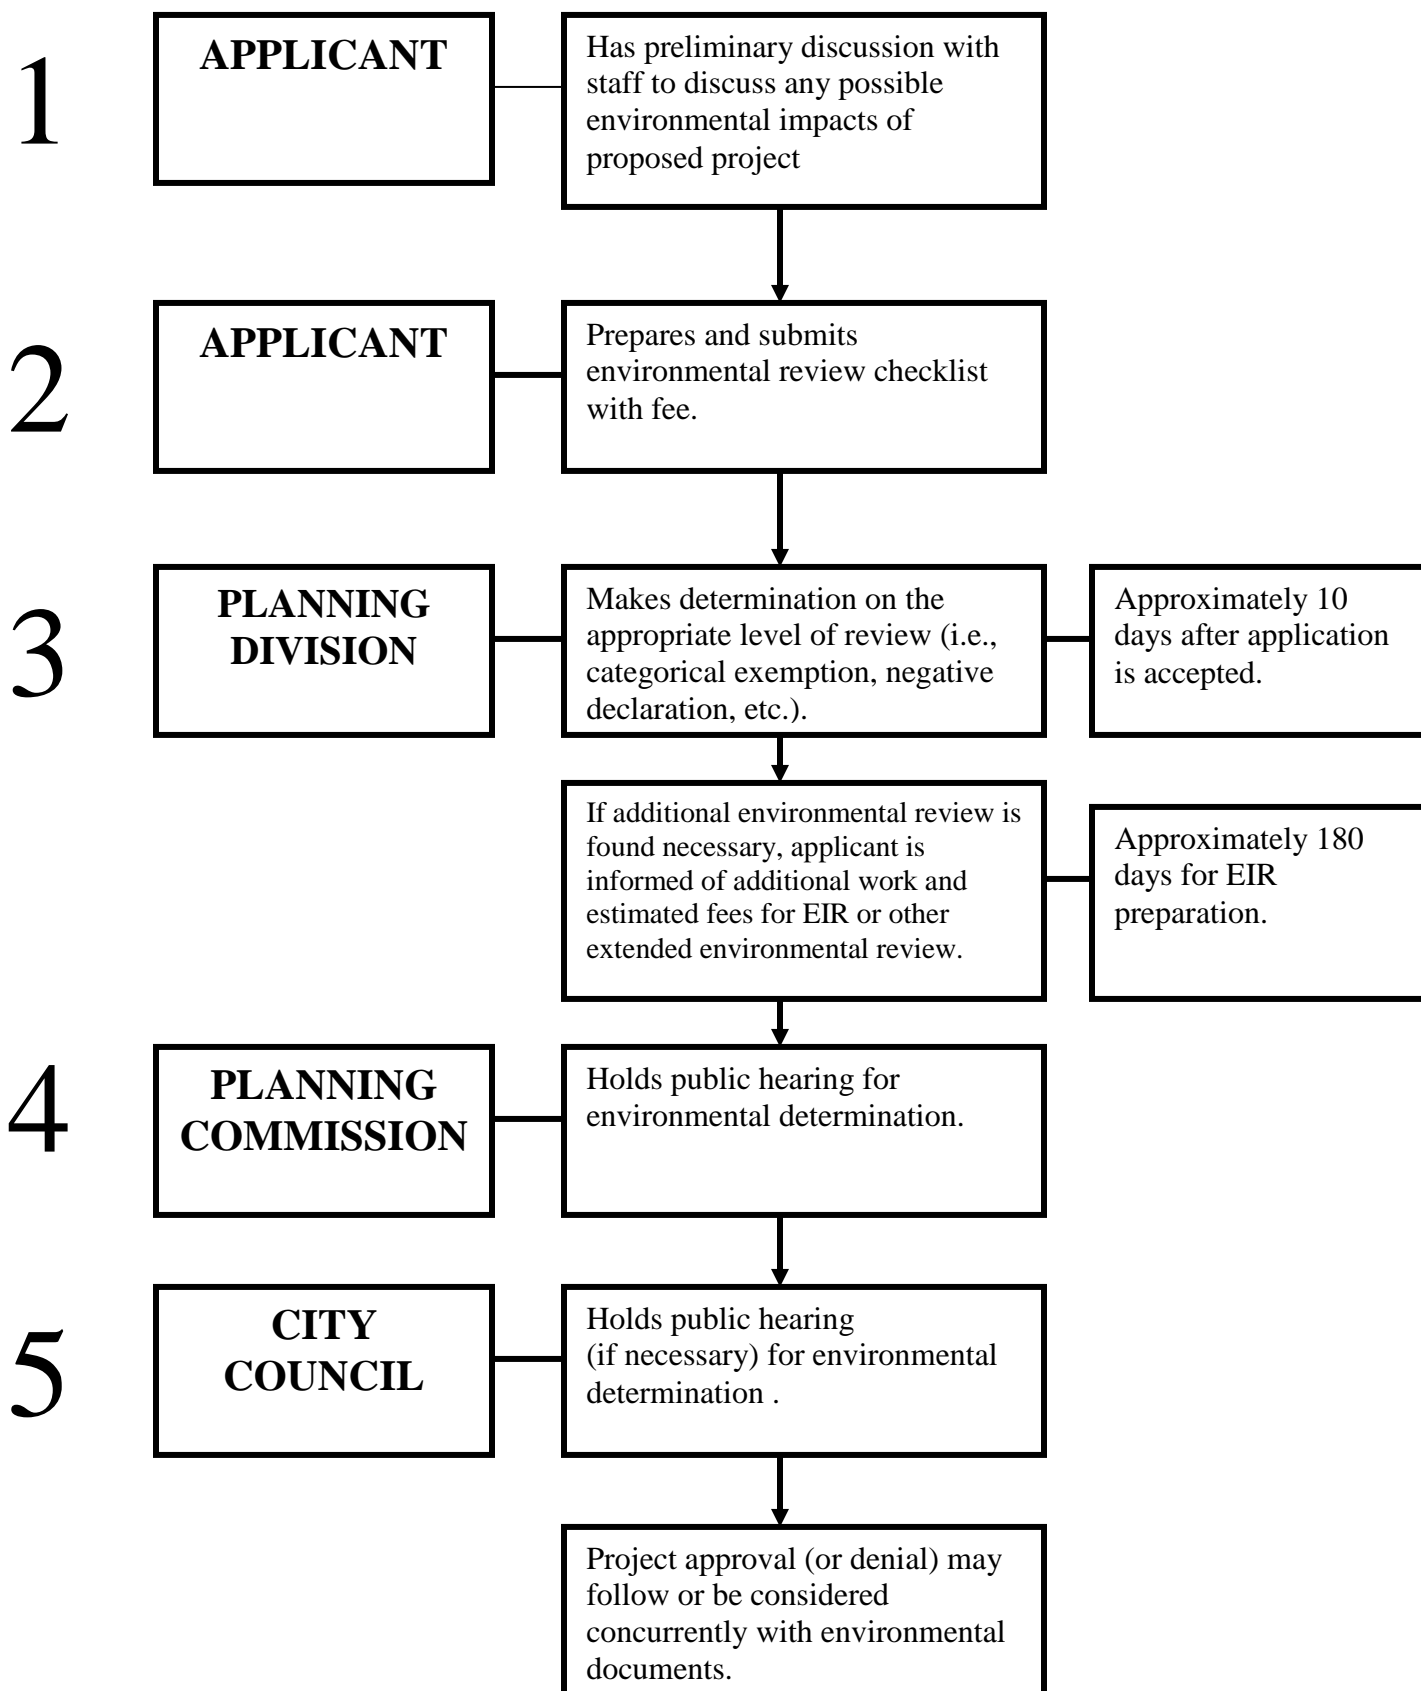 1
APPLICANT
Has preliminary discussion with
staff to discuss any possible
environmental impacts of
proposed project
2
APPLICANT
Prepares and submits
environmental review checklist
with fee.
3
PLANNING
DIVISION
Makes determination on the
appropriate level of review (i.e.,
categorical exemption, negative
declaration, etc.).
Approximately 10
days after application
is accepted.
If additional environmental review is
found necessary, applicant is
informed of additional work and
estimated fees for EIR or other
extended environmental review.
Approximately 180
days for EIR
preparation.
4
PLANNING
COMMISSION
Holds public hearing for
environmental determination.
5
CITY
COUNCIL
Holds public hearing
(if necessary) for environmental
determination .
Project approval (or denial) may
follow or be considered
concurrently with environmental
documents.